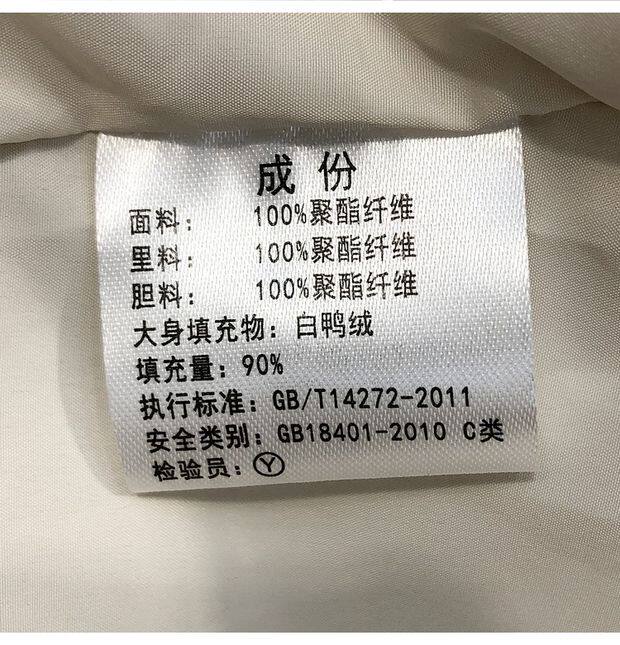 成份
面料: 100%聚酯纤维
里料: 100%聚酯纤维
胆料: 100%聚酯纤维
大身填充物: 白鸭绒
填充量: 90%
执行标准: GB/T14272-2011
安全类别: GB18401-2010 C类
检验员: Ⓨ